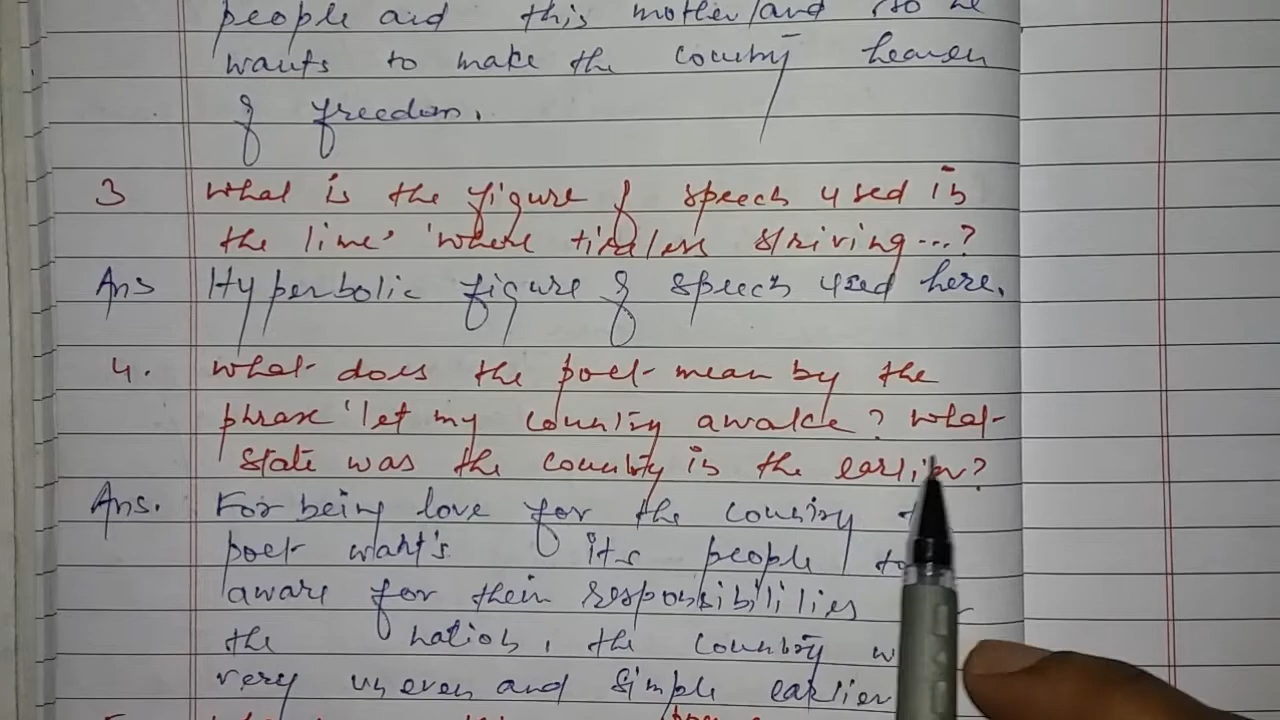 people and this motherland so he
wants to make the country heaven
of freedom.
3 what is the figure of speech used in
the line 'where tireless striving...?
Ans Hyperbolic figure of speech used here.
4. what does the poet mean by the
phrase 'let my country awake? what
state was the country in the earlier?
Ans. For being love for the country
poet want's its people to
aware for their responsibilities
the nation, the country
very uneven and simple earlier